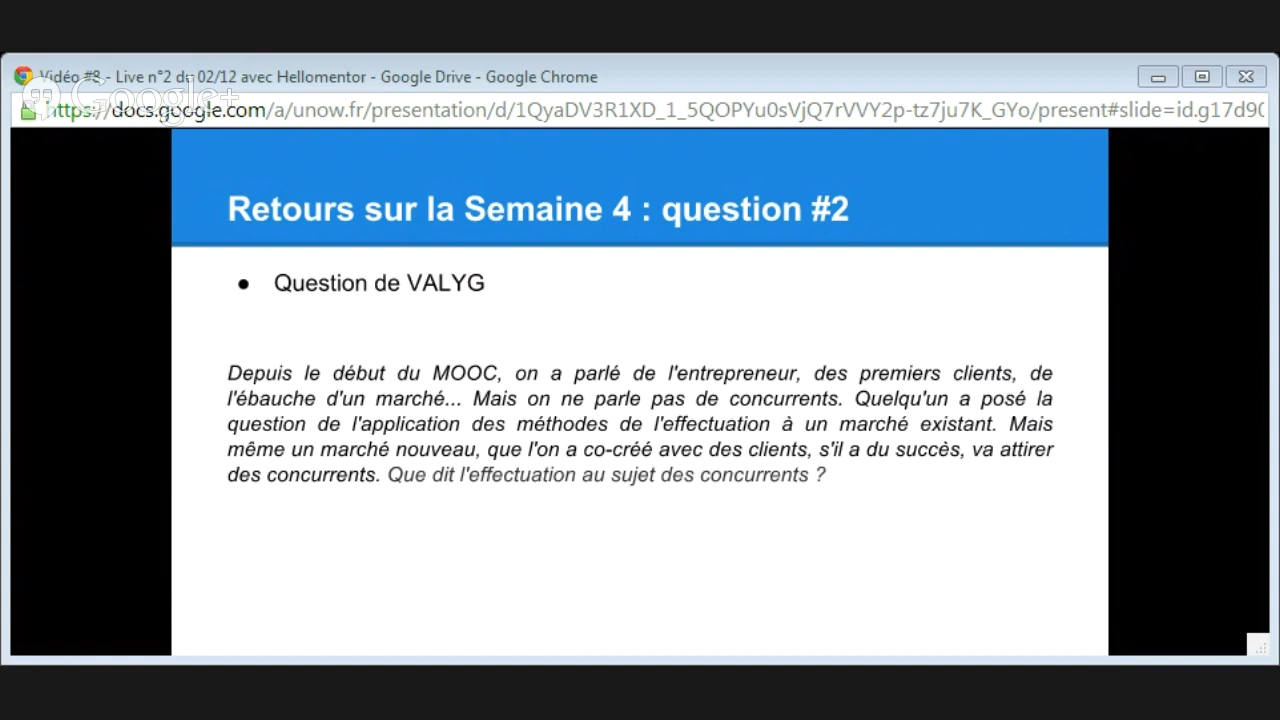 Vidéo #8 - Live n°2 du 02/12 avec Hellomentor - Google Drive - Google Chrome
Google+
https://docs.google.com/a/unow.fr/presentation/d/1QyaDV3R1XD_1_5QOPYu0sVjQ7rVVY2p-tz7ju7K_GYo/present#slide=id.g17d90
Retours sur la Semaine 4 : question #2
● Question de VALYG
Depuis le début du MOOC, on a parlé de l'entrepreneur, des premiers clients, de
l'ébauche d'un marché... Mais on ne parle pas de concurrents. Quelqu'un a posé la
question de l'application des méthodes de l'effectuation à un marché existant. Mais
même un marché nouveau, que l'on a co-créé avec des clients, s'il a du succès, va attirer
des concurrents. Que dit l'effectuation au sujet des concurrents ?